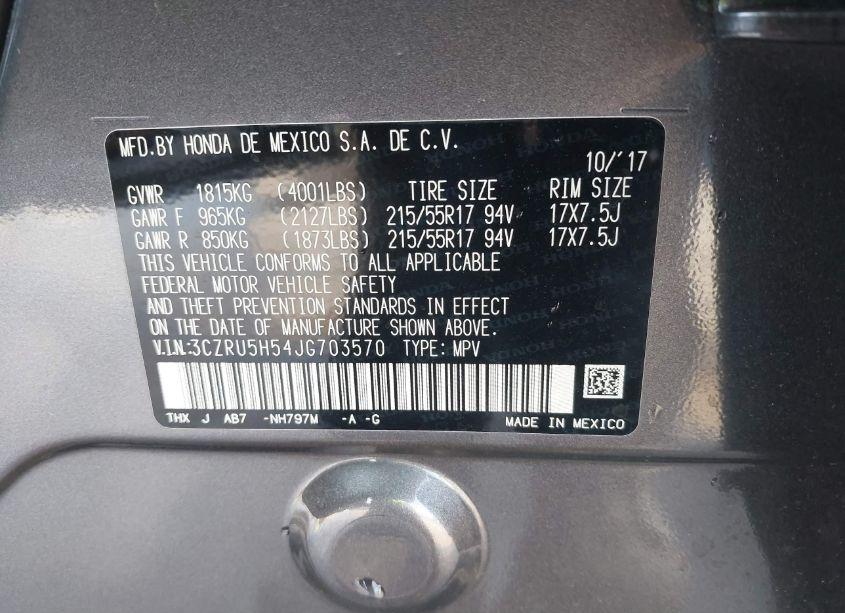 MFD.BY HONDA DE MEXICO S.A. DE C.V.
10/'17
GVWR 1815KG (4001LBS) TIRE SIZE RIM SIZE
GAWR F 965KG (2127LBS) 215/55R17 94V 17X7.5J
GAWR R 850KG (1873LBS) 215/55R17 94V 17X7.5J
THIS VEHICLE CONFORMS TO ALL APPLICABLE
FEDERAL MOTOR VEHICLE SAFETY
AND THEFT PREVENTION STANDARDS IN EFFECT
ON THE DATE OF MANUFACTURE SHOWN ABOVE.
V.I.N:3CZRU5H54JG703570 TYPE: MPV
THX J AB7 -NH797M -A -G MADE IN MEXICO